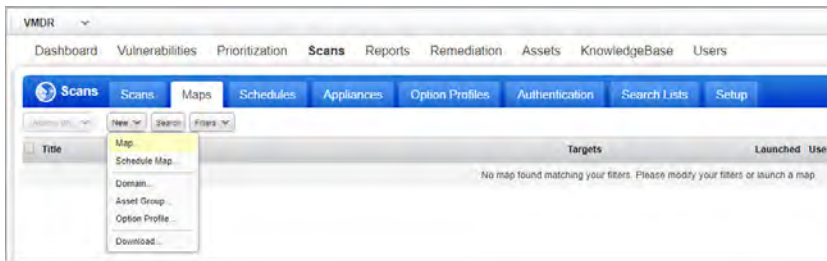 VMDR
Dashboard Vulnerabilities Prioritization Scans Reports Remediation Assets KnowledgeBase Users
Scans Scans Maps Schedules Appliances Option Profiles Authentication Search Lists Setup
New Search Filters
Title Targets Launched Use
Map...
Schedule Map...
No map found matching your filters. Please modify your filters or launch a map
Domain...
Asset Group...
Option Profile...
Download...